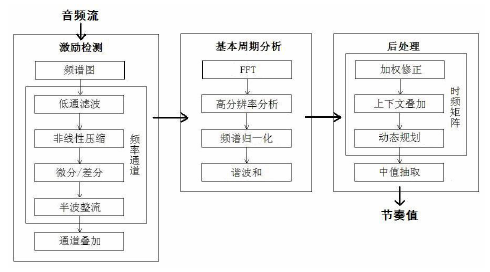 音频流
激励检测
频谱图
低通滤波
非线性压缩
微分/差分
半波整流
频率通道
通道叠加
基本周期分析
FFT
高分辨率分析
频谱归一化
谐波和
后处理
加权修正
上下文叠加
动态规划
时频矩阵
中值抽取
节奏值